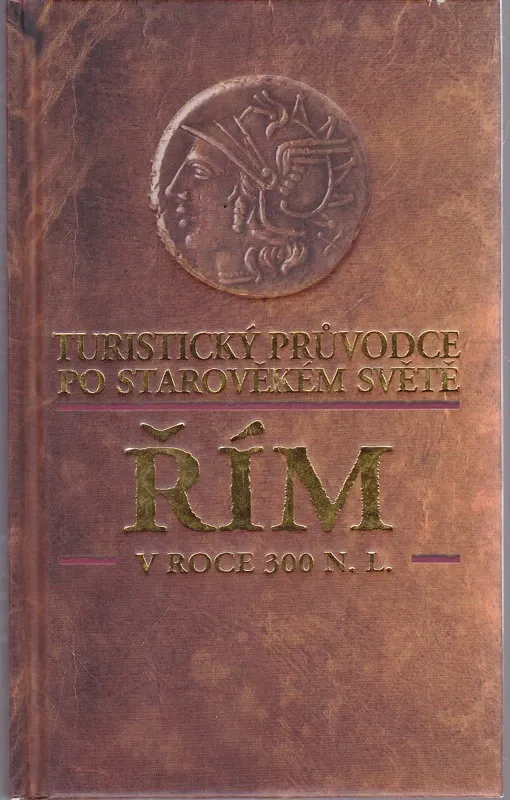 TURISTICKÝ PRŮVODCE
PO STAROVĚKÉM SVĚTĚ
ŘÍM
V ROCE 300 N. L.